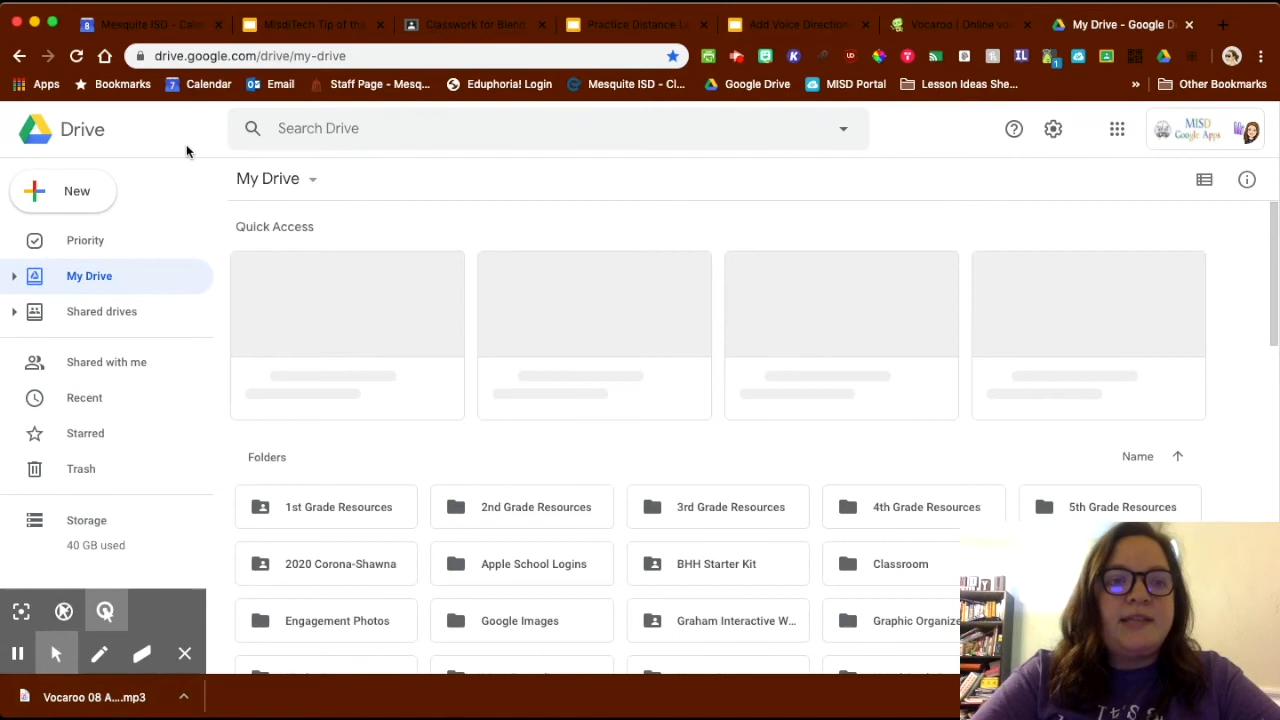 Mesquite ISD - Cale
MisdiTech Tip of the
Classwork for Blend
Practice Distance L
Add Voice Direction
Vocaroo | Online vo
My Drive - Google D
drive.google.com/drive/my-drive
Apps
Bookmarks
Calendar
Email
Staff Page - Mesq...
Eduphoria! Login
Mesquite ISD - Cl...
Google Drive
MISD Portal
Lesson Ideas She...
»
Other Bookmarks
Drive
Search Drive
MISD
Google Apps
New
My Drive
Priority
Quick Access
My Drive
Shared drives
Shared with me
Recent
Starred
Trash
Storage
40 GB used
Folders
Name
1st Grade Resources
2nd Grade Resources
3rd Grade Resources
4th Grade Resources
5th Grade Resources
2020 Corona-Shawna
Apple School Logins
BHH Starter Kit
Classroom
Engagement Photos
Google Images
Graham Interactive W...
Graphic Organize
Vocaroo 08 A....mp3